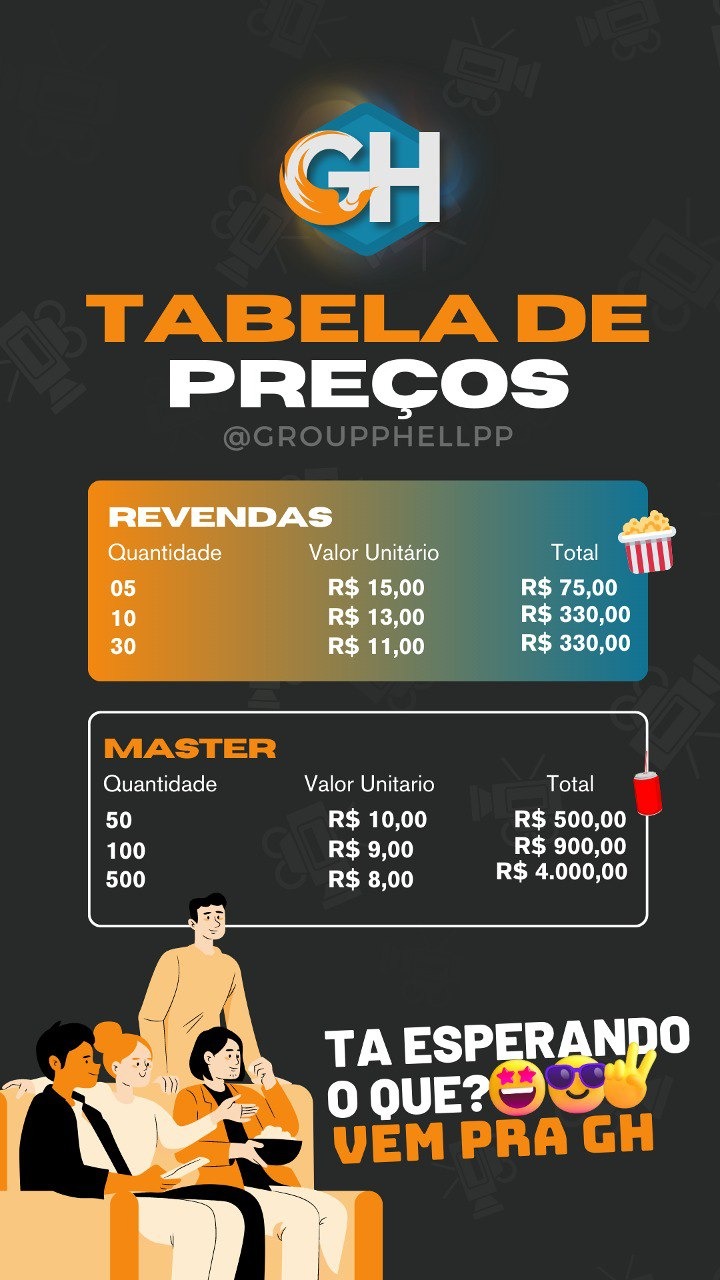 GH
TABELA DE
PREÇOS
@GROUPPHELLPP
REVENDAS
Quantidade Valor Unitário Total
05 R$ 15,00 R$ 75,00
10 R$ 13,00 R$ 330,00
30 R$ 11,00 R$ 330,00
MASTER
Quantidade Valor Unitario Total
50 R$ 10,00 R$ 500,00
100 R$ 9,00 R$ 900,00
500 R$ 8,00 R$ 4.000,00
TA ESPERANDO
O QUE?🤩😎✌️
VEM PRA GH